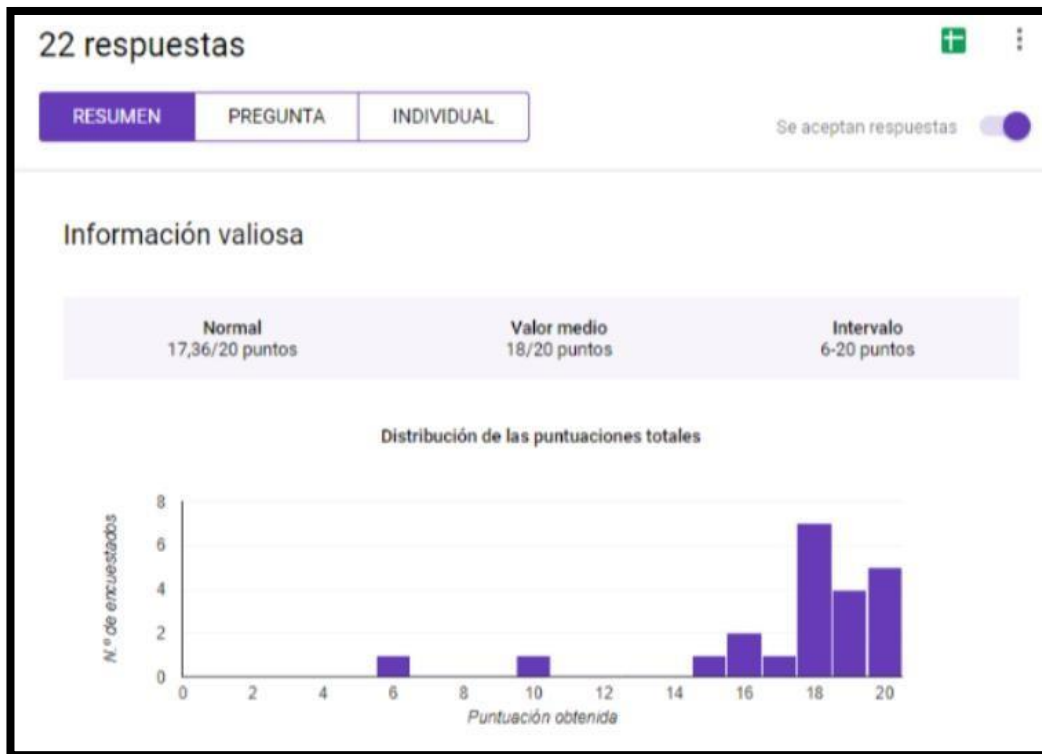 22 respuestas
RESUMEN PREGUNTA INDIVIDUAL
Se aceptan respuestas
Información valiosa
Normal Valor medio Intervalo
17,36/20 puntos 18/20 puntos 6-20 puntos
Distribución de las puntuaciones totales
N.º de encuestados
8
6
4
2
0
0 2 4 6 8 10 12 14 16 18 20
Puntuación obtenida